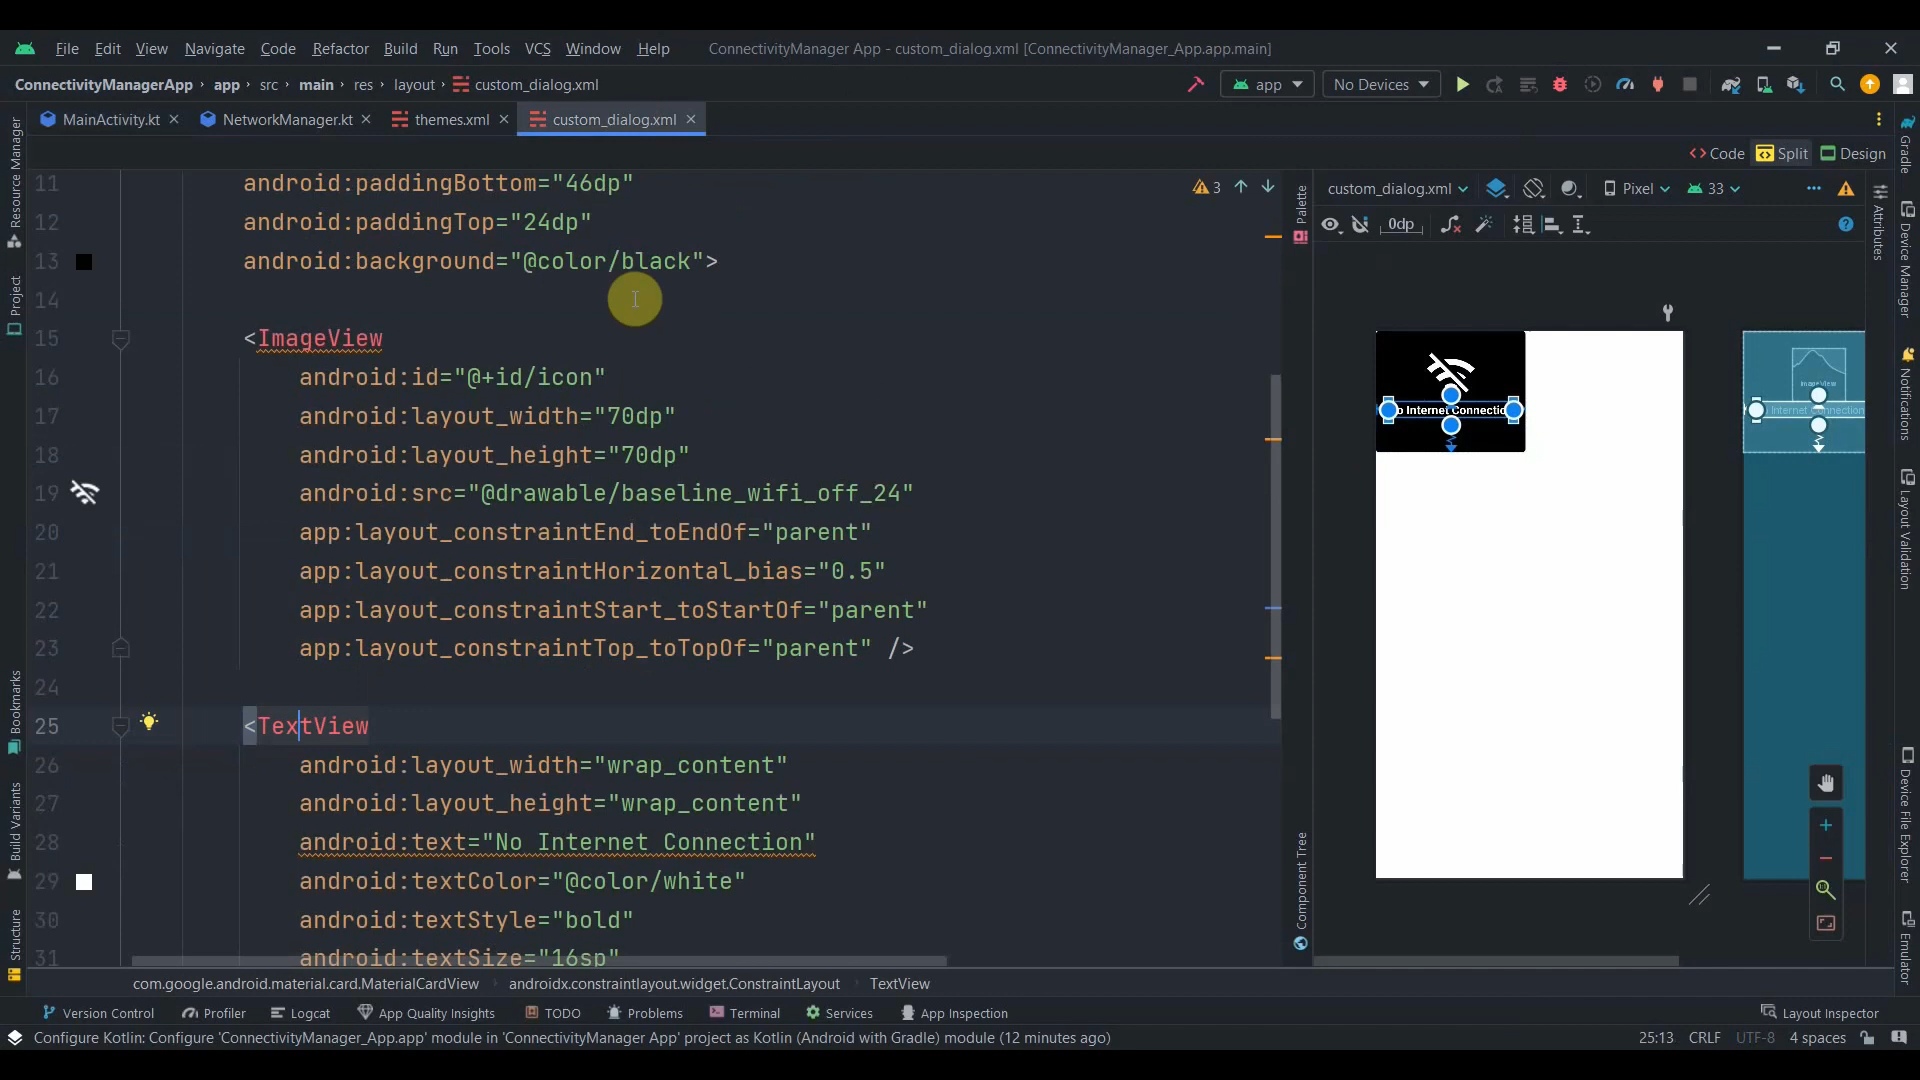 File Edit View Navigate Code Refactor Build Run Tools VCS Window Help ConnectivityManager App - custom_dialog.xml [ConnectivityManager_App.app.main]
ConnectivityManagerApp app src main res layout custom_dialog.xml app No Devices
MainActivity.kt NetworkManager.kt themes.xml custom_dialog.xml
Code Split Design
Resource Manager
Project
Bookmarks
Build Variants
Structure
11 android:paddingBottom="46dp"
12 android:paddingTop="24dp"
13 android:background="@color/black">
14
15 <ImageView
16 android:id="@+id/icon"
17 android:layout_width="70dp"
18 android:layout_height="70dp"
19 android:src="@drawable/baseline_wifi_off_24"
20 app:layout_constraintEnd_toEndOf="parent"
21 app:layout_constraintHorizontal_bias="0.5"
22 app:layout_constraintStart_toStartOf="parent"
23 app:layout_constraintTop_toTopOf="parent" />
24
25 <TextView
26 android:layout_width="wrap_content"
27 android:layout_height="wrap_content"
28 android:text="No Internet Connection"
29 android:textColor="@color/white"
30 android:textStyle="bold"
31 android:textSize="16sp"
3
Palette
Component Tree
custom_dialog.xml Pixel 33
0dp
o Internet Connectio
ImageView
Internet Connection
Attributes
Gradle
Device Manager
Notifications
Layout Validation
Device File Explorer
Emulator
com.google.android.material.card.MaterialCardView androidx.constraintlayout.widget.ConstraintLayout TextView
Version Control Profiler Logcat App Quality Insights TODO Problems Terminal Services App Inspection Layout Inspector
Configure Kotlin: Configure 'ConnectivityManager_App.app' module in 'ConnectivityManager App' project as Kotlin (Android with Gradle) module (12 minutes ago) 25:13 CRLF UTF-8 4 spaces